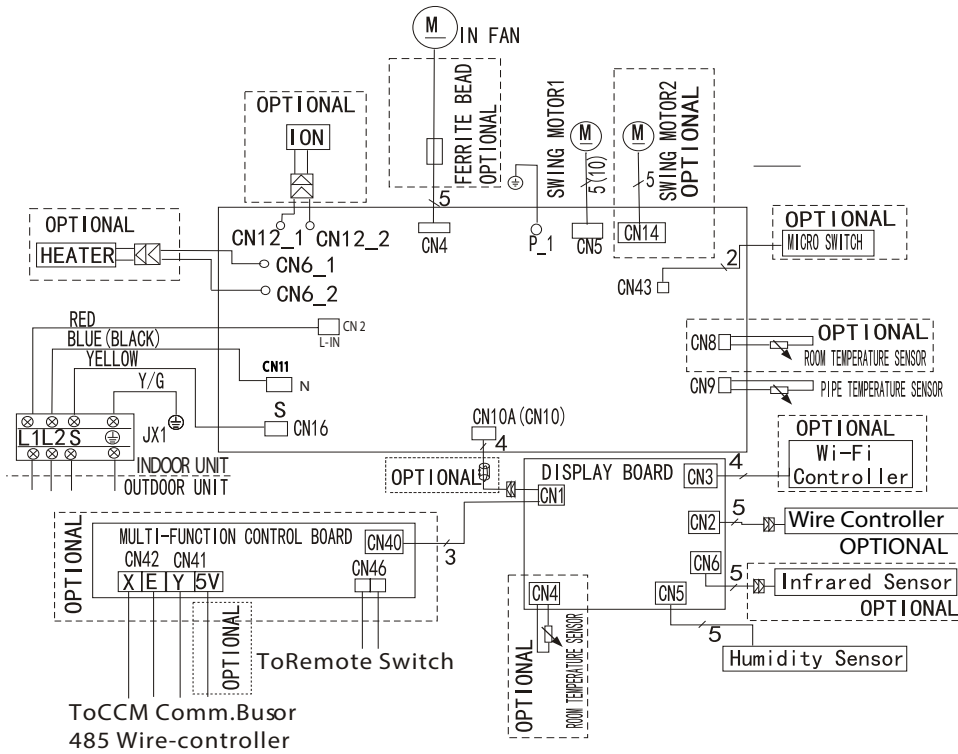 M
IN FAN
FERRITE BEAD
OPTIONAL
OPTIONAL
ION
SWING MOTOR1
M
5(10)
M
5
SWING MOTOR2
OPTIONAL
5
OPTIONAL
HEATER
CN12_1
CN12_2
CN4
P_1
CN5
CN14
OPTIONAL
MICRO SWITCH
2
CN6_1
CN6_2
CN43
RED
CN2
L-IN
BLUE(BLACK)
YELLOW
CN11
N
Y/G
S
CN16
CN8
OPTIONAL
ROOM TEMPERATURE SENSOR
CN9
PIPE TEMPERATURE SENSOR
L1 L2 S
JX1
INDOOR UNIT
OUTDOOR UNIT
CN10A(CN10)
4
OPTIONAL
DISPLAY BOARD
CN1
CN3
4
OPTIONAL
Wi-Fi
Controller
CN2
5
Wire Controller
OPTIONAL
CN6
5
Infrared Sensor
OPTIONAL
CN4
CN5
5
Humidity Sensor
OPTIONAL
ROOM TEMPERATURE SENSOR
OPTIONAL
MULTI-FUNCTION CONTROL BOARD
CN40
3
CN42
CN41
CN46
X E Y 5V
OPTIONAL
ToRemote Switch
ToCCM Comm.Busor
485 Wire-controller